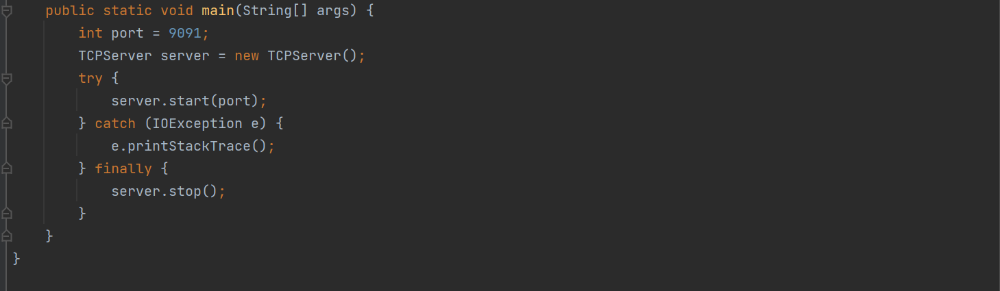 public static void main(String[] args) {
int port = 9091;
TCPServer server = new TCPServer();
try {
server.start(port);
} catch (IOException e) {
e.printStackTrace();
} finally {
server.stop();
}
}
}